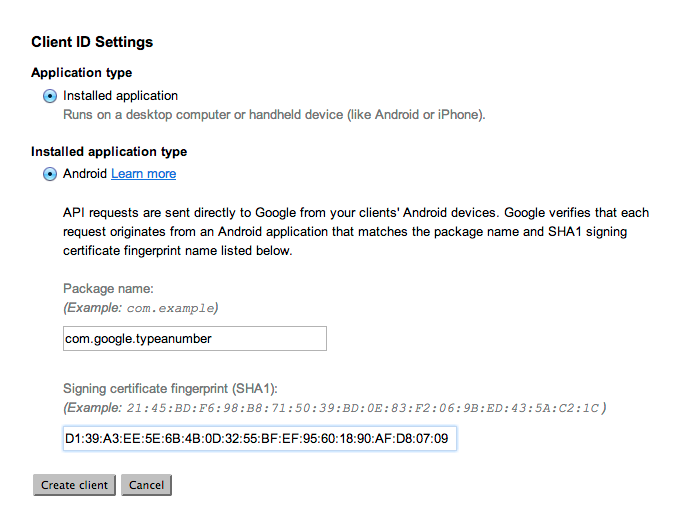 Client ID Settings
Application type
Installed application
Runs on a desktop computer or handheld device (like Android or iPhone).
Installed application type
Android Learn more
API requests are sent directly to Google from your clients' Android devices. Google verifies that each
request originates from an Android application that matches the package name and SHA1 signing
certificate fingerprint name listed below.
Package name:
(Example: com.example)
com.google.typeanumber
Signing certificate fingerprint (SHA1):
(Example: 21:45:BD:F6:98:B8:71:50:39:BD:0E:83:F2:06:9B:ED:43:5A:C2:1C )
D1:39:A3:EE:5E:6B:4B:0D:32:55:BF:EF:95:60:18:90:AF:D8:07:09
Create client Cancel